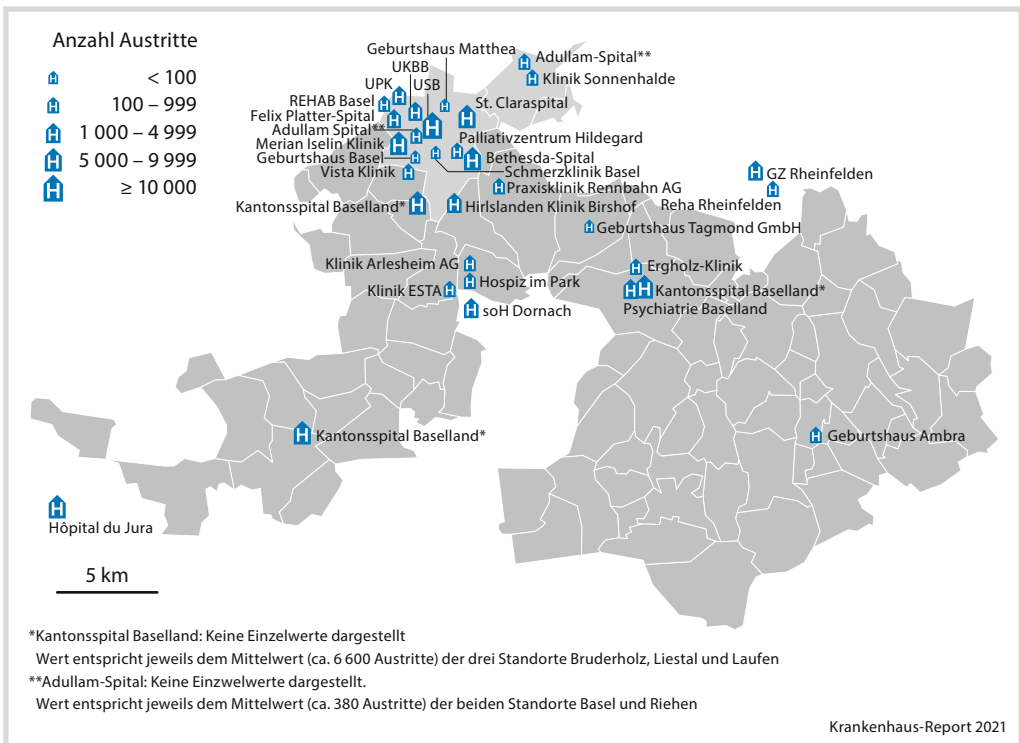 Anzahl Austritte
< 100
100 – 999
1 000 – 4 999
5 000 – 9 999
≥ 10 000
Geburtshaus Matthea
Adullam-Spital**
UKBB
Klinik Sonnenhalde
UPK
USB
REHAB Basel
St. Claraspital
Felix Platter-Spital
Adullam Spital**
Palliativzentrum Hildegard
Merian Iselin Klinik
Geburtshaus Basel
Bethesda-Spital
Schmerzklinik Basel
Vista Klinik
GZ Rheinfelden
Praxisklinik Rennbahn AG
Reha Rheinfelden
Kantonsspital Baselland*
Hirlslanden Klinik Birshof
Geburtshaus Tagmond GmbH
Klinik Arlesheim AG
Ergholz-Klinik
Hospiz im Park
Klinik ESTA
Kantonsspital Baselland*
Psychiatrie Baselland
soH Dornach
Kantonsspital Baselland*
Geburtshaus Ambra
Hôpital du Jura
5 km
*Kantonsspital Baselland: Keine Einzelwerte dargestellt
Wert entspricht jeweils dem Mittelwert (ca. 6 600 Austritte) der drei Standorte Bruderholz, Liestal und Laufen
**Adullam-Spital: Keine Einzwelwerte dargestellt.
Wert entspricht jeweils dem Mittelwert (ca. 380 Austritte) der beiden Standorte Basel und Riehen
Krankenhaus-Report 2021